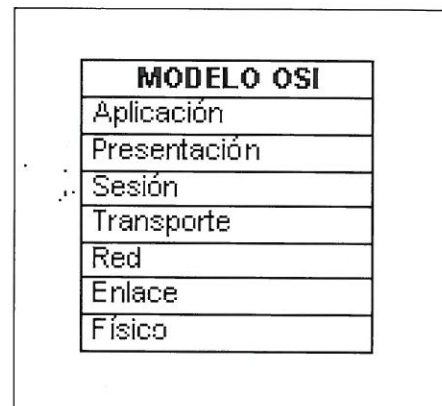 MODELO OSI
Aplicación
Presentación
Sesión
Transporte
Red
Enlace
Físico